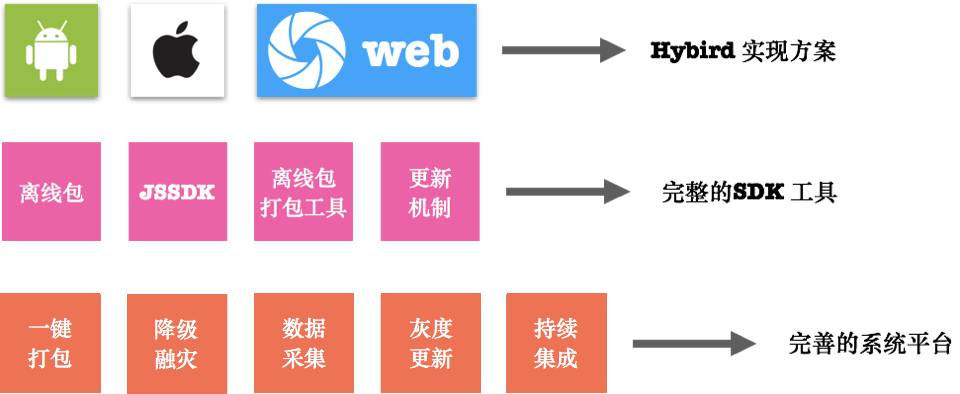 web
Hybird 实现方案
离线包
JSSDK
离线包
打包工具
更新
机制
完整的SDK 工具
一键
打包
降级
融灾
数据
采集
灰度
更新
持续
集成
完善的系统平台